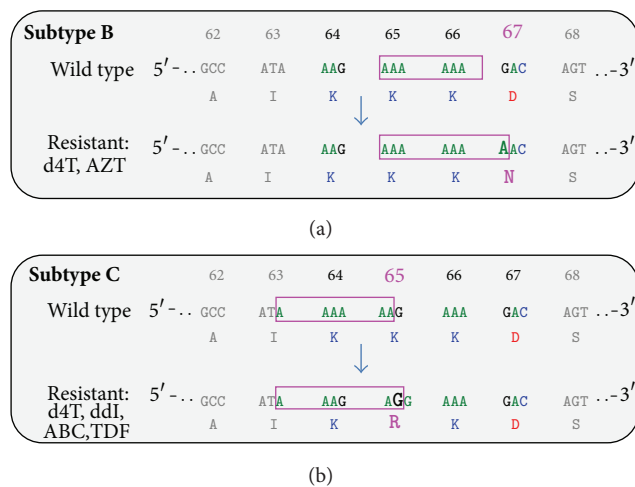 Subtype B
62 63 64 65 66 67 68
Wild type 5′ – .. GCC ATA AAG AAA AAA GAC AGT ..–3′
A I K K K D S
Resistant: 5′ – .. GCC ATA AAG AAA AAA AAC AGT ..–3′
d4T, AZT
A I K K K N S
(a)
Subtype C
62 63 64 65 66 67 68
Wild type 5′ – .. GCC ATA AAA AAG AAA GAC AGT ..–3′
A I K K K D S
Resistant: 5′ – .. GCC ATA AAG AGG AAA GAC AGT ..–3′
d4T, ddI,
ABC,TDF A I K R K D S
(b)